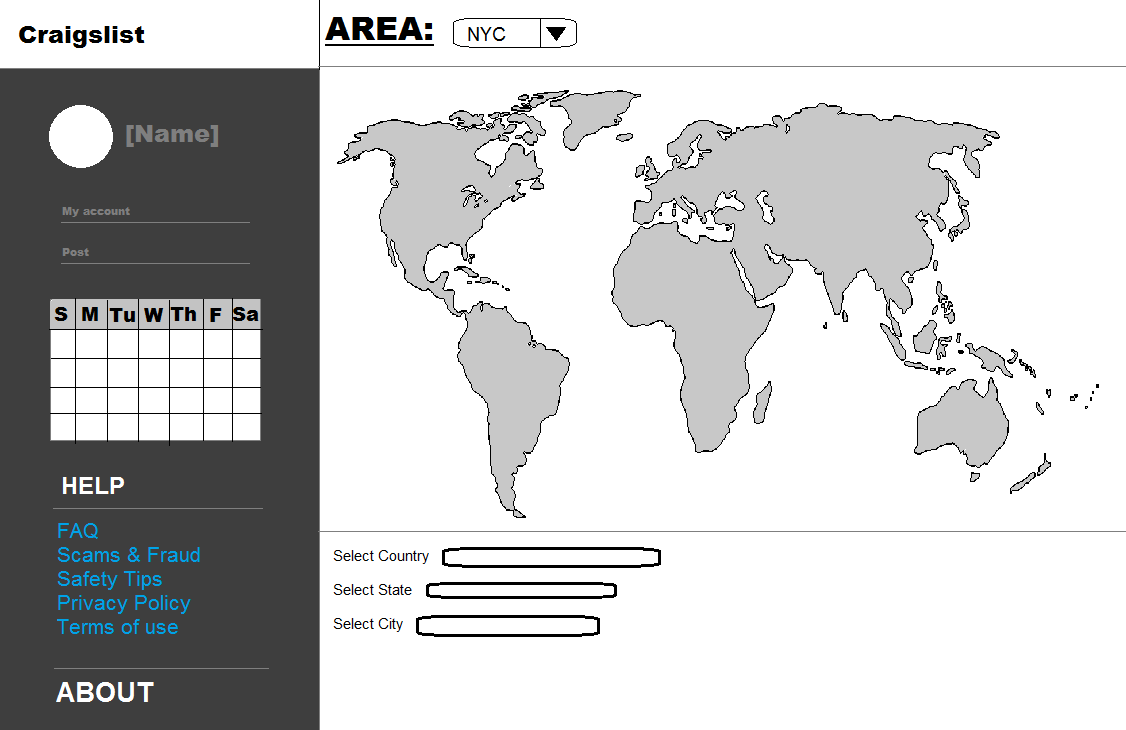 Craigslist
AREA: NYC
[Name]
My account
Post
S M Tu W Th F Sa
HELP
FAQ
Scams & Fraud
Safety Tips
Privacy Policy
Terms of use
ABOUT
Select Country
Select State
Select City